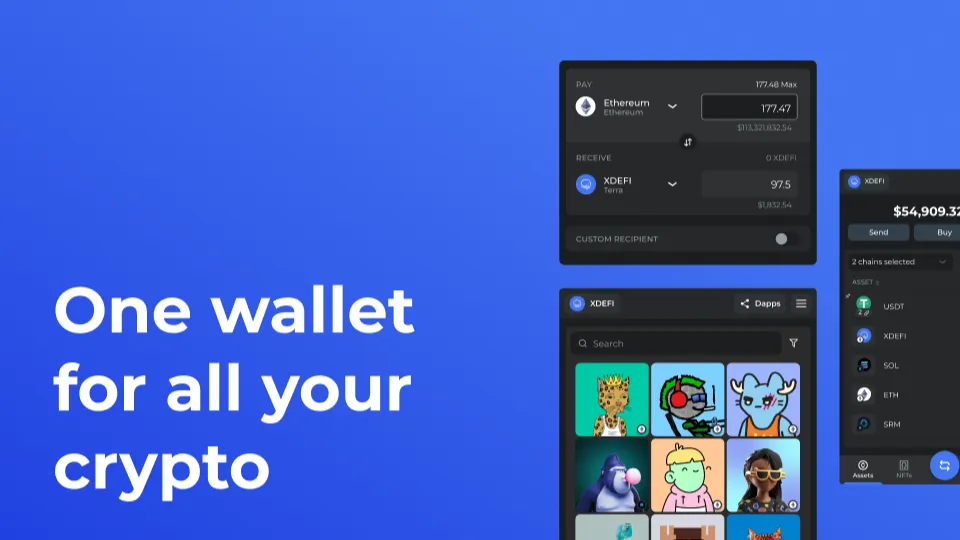 One wallet
for all your
crypto
PAY
177.48 Max
Ethereum
Ethereum
177.47
$113,321,832.54
RECEIVE
0 XDEFI
XDEFI
Terra
97.5
$1,832.54
CUSTOM RECIPIENT
XDEFI
Dapps
Search
XDEFI
$54,909.32
Send
Buy
2 chains selected
ASSET
USDT
2
XDEFI
SOL
ETH
SRM
Assets
NFTs